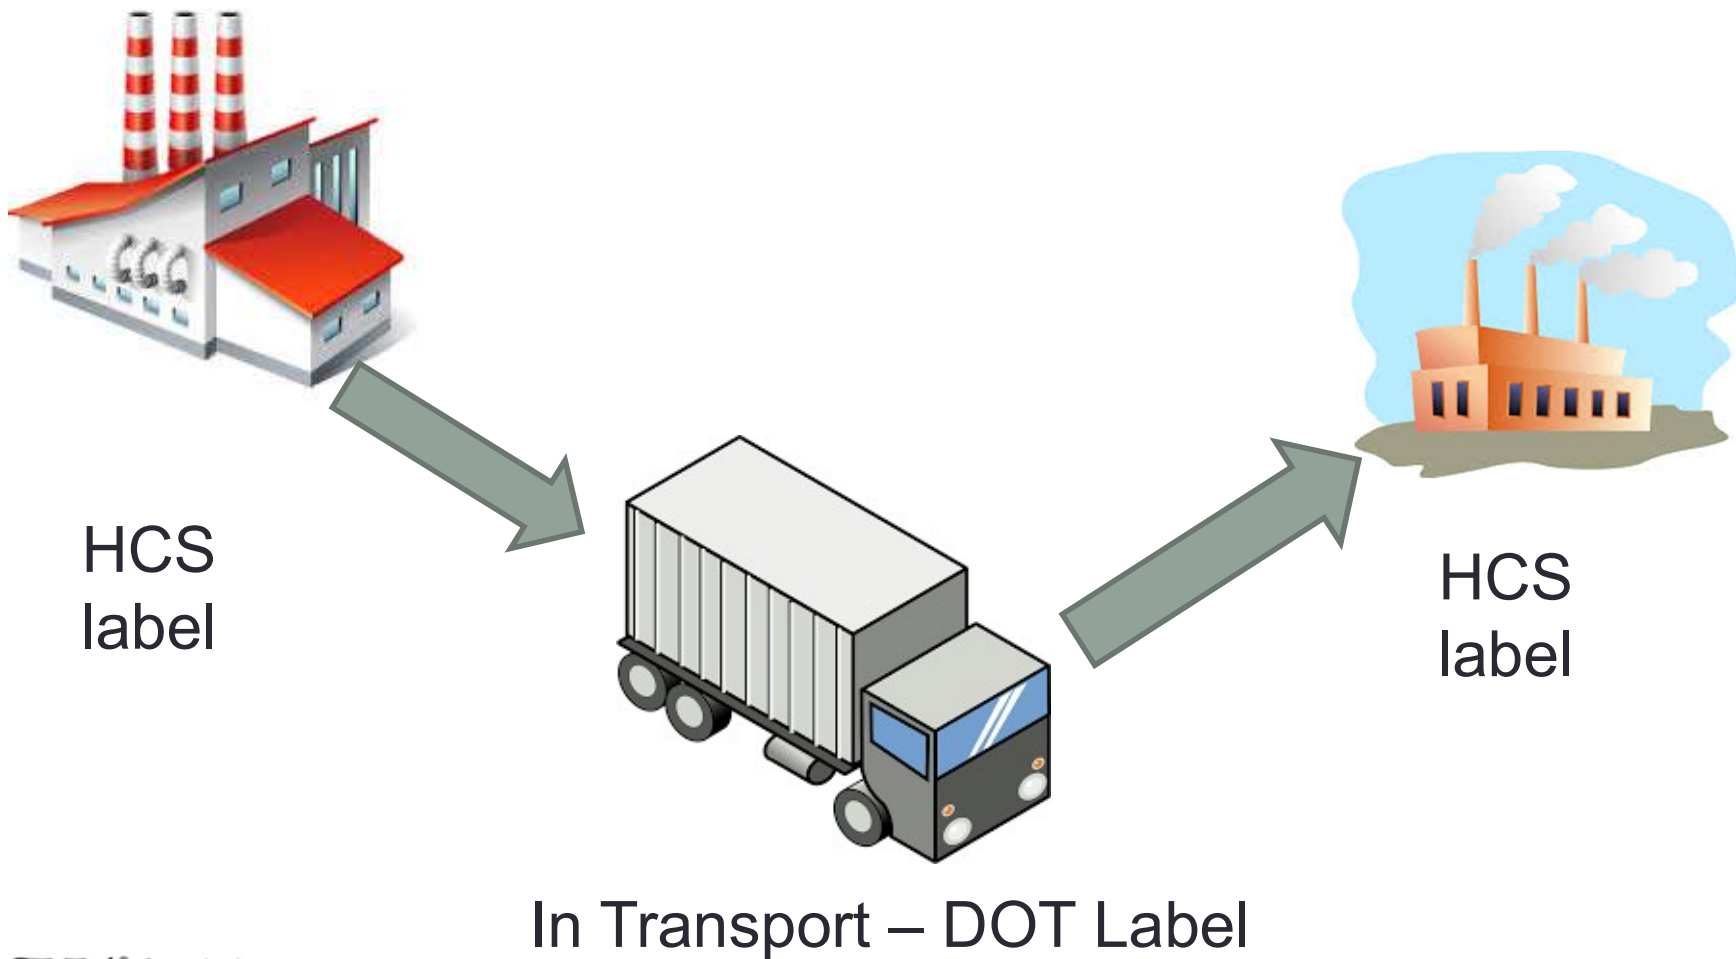 HCS
label
HCS
label
In Transport – DOT Label